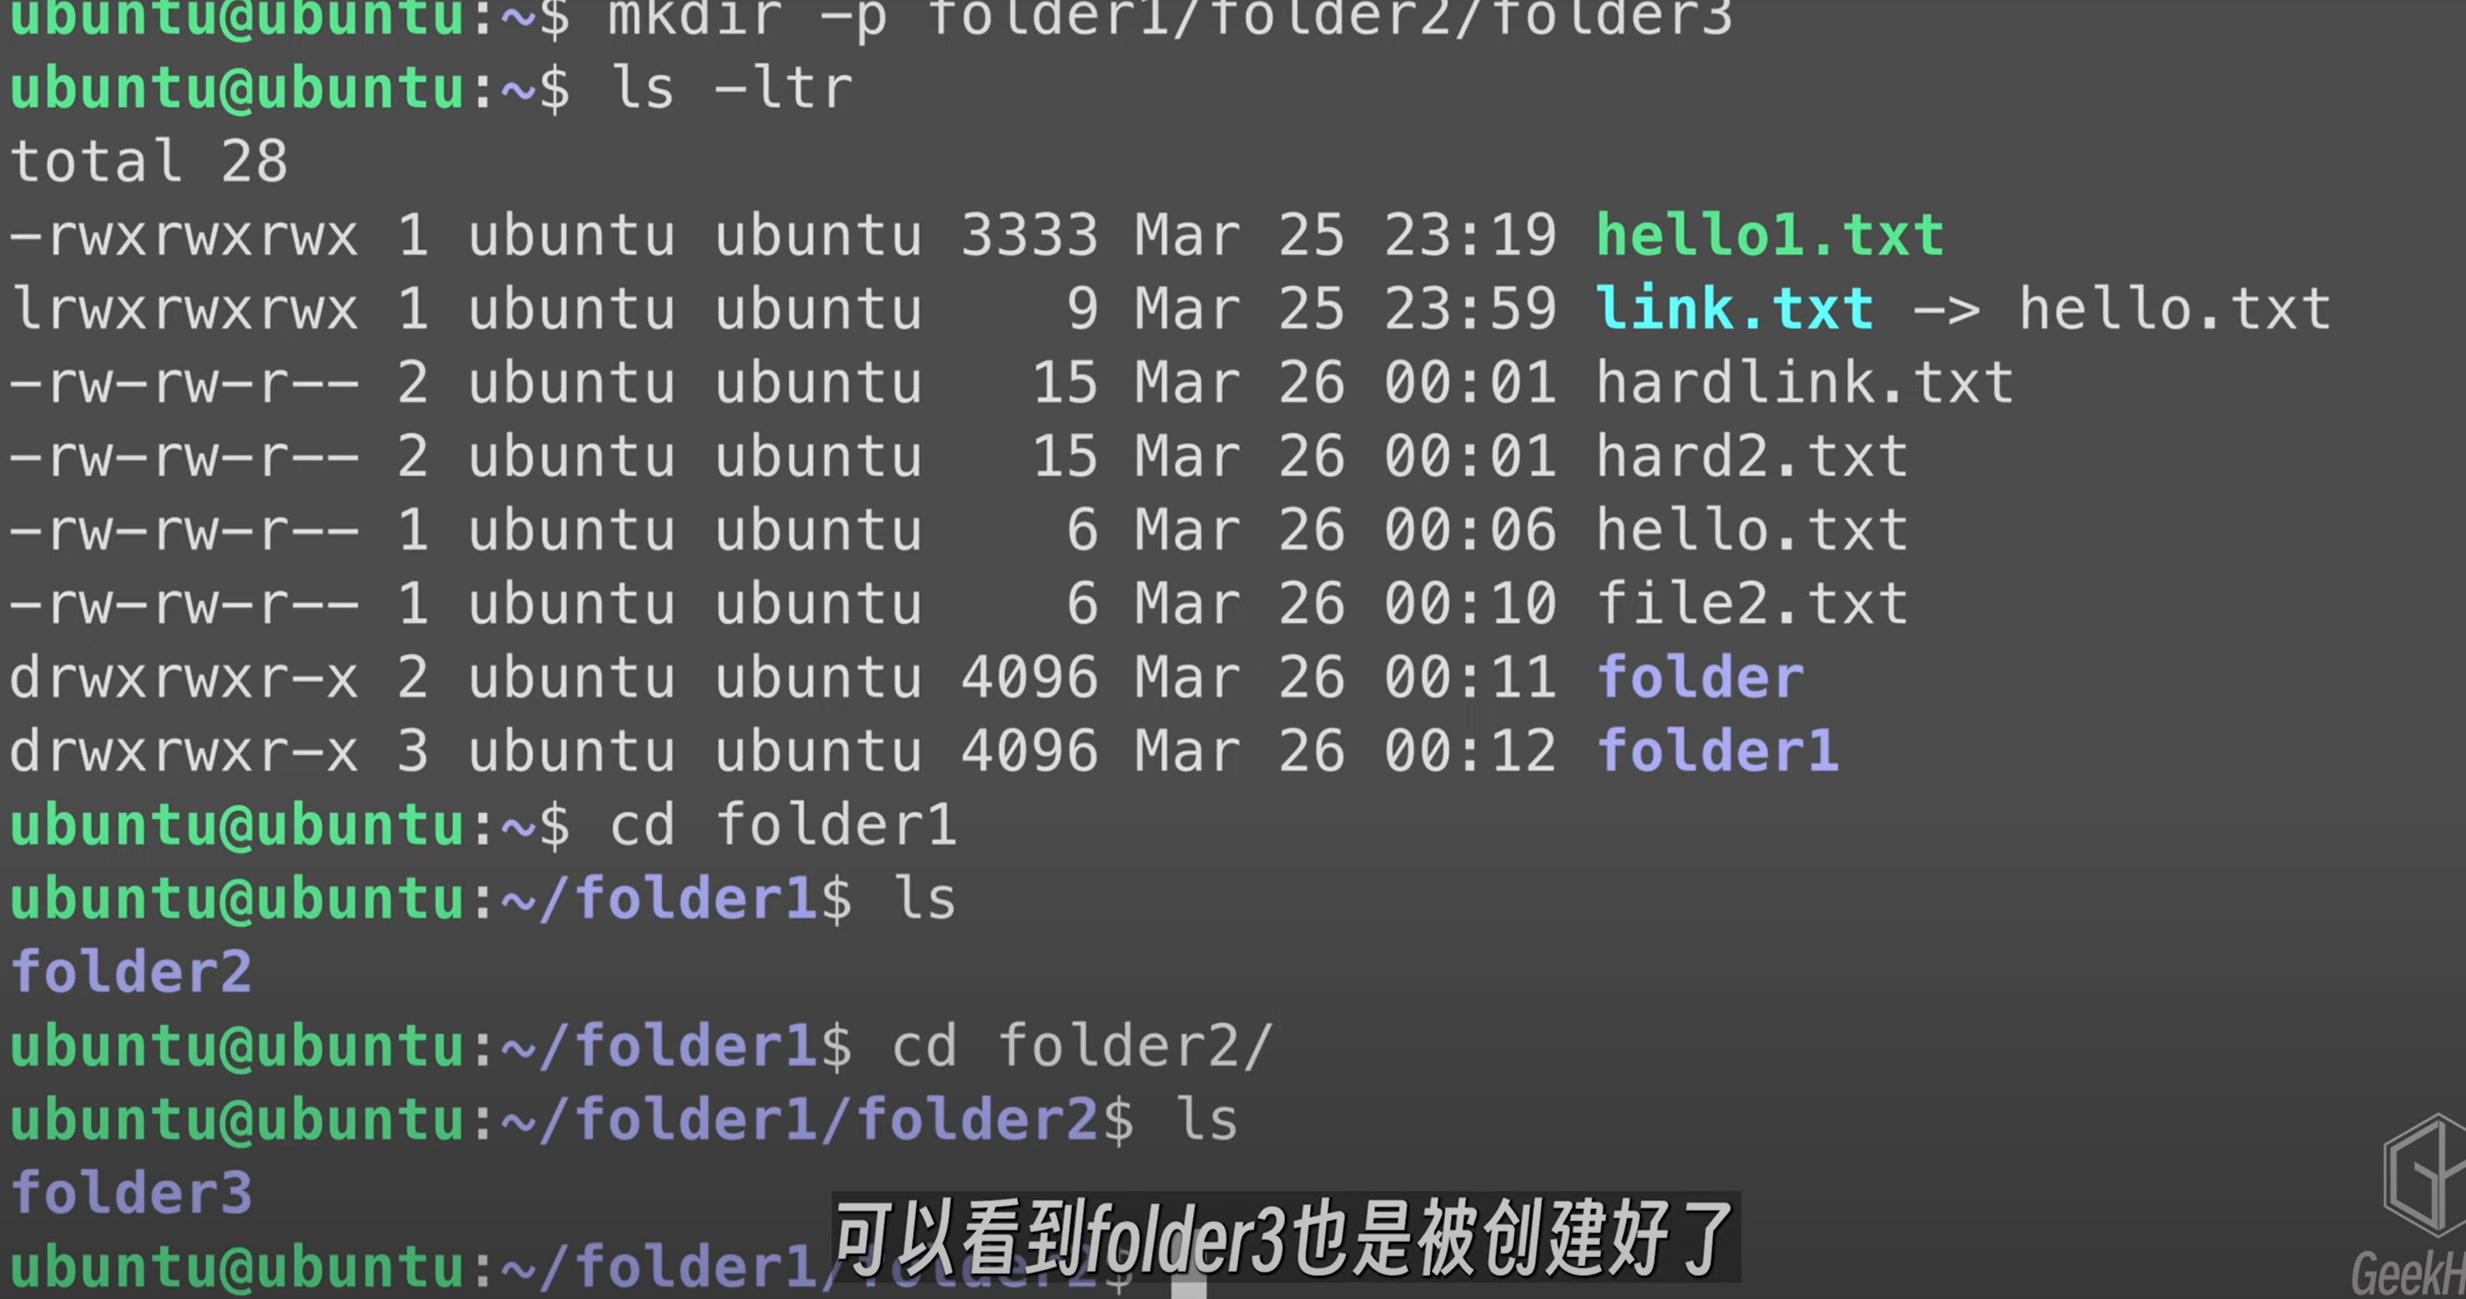 ubuntu@ubuntu:~$ mkdir -p folder1/folder2/folder3
ubuntu@ubuntu:~$ ls -ltr
total 28
-rwxrwxrwx 1 ubuntu ubuntu 3333 Mar 25 23:19 hello1.txt
lrwxrwxrwx 1 ubuntu ubuntu    9 Mar 25 23:59 link.txt -> hello.txt
-rw-rw-r-- 2 ubuntu ubuntu   15 Mar 26 00:01 hardlink.txt
-rw-rw-r-- 2 ubuntu ubuntu   15 Mar 26 00:01 hard2.txt
-rw-rw-r-- 1 ubuntu ubuntu    6 Mar 26 00:06 hello.txt
-rw-rw-r-- 1 ubuntu ubuntu    6 Mar 26 00:10 file2.txt
drwxrwxr-x 2 ubuntu ubuntu 4096 Mar 26 00:11 folder
drwxrwxr-x 3 ubuntu ubuntu 4096 Mar 26 00:12 folder1
ubuntu@ubuntu:~$ cd folder1
ubuntu@ubuntu:~/folder1$ ls
folder2
ubuntu@ubuntu:~/folder1$ cd folder2/
ubuntu@ubuntu:~/folder1/folder2$ ls
folder3
可以看到folder3也是被创建好了
ubuntu@ubuntu:~/folder1/folder2$
GeekH